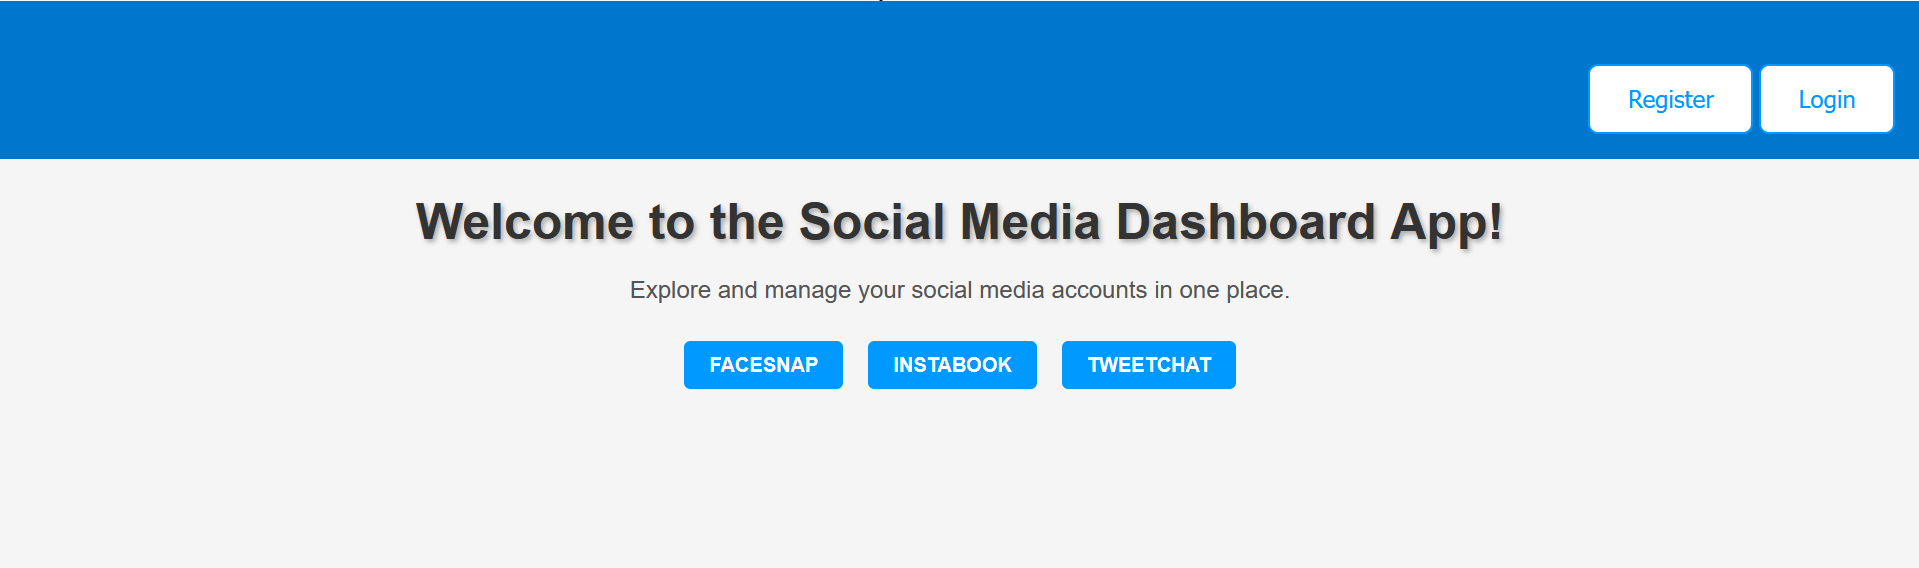 Register Login
Welcome to the Social Media Dashboard App!
Explore and manage your social media accounts in one place.
FACESNAP INSTABOOK TWEETCHAT